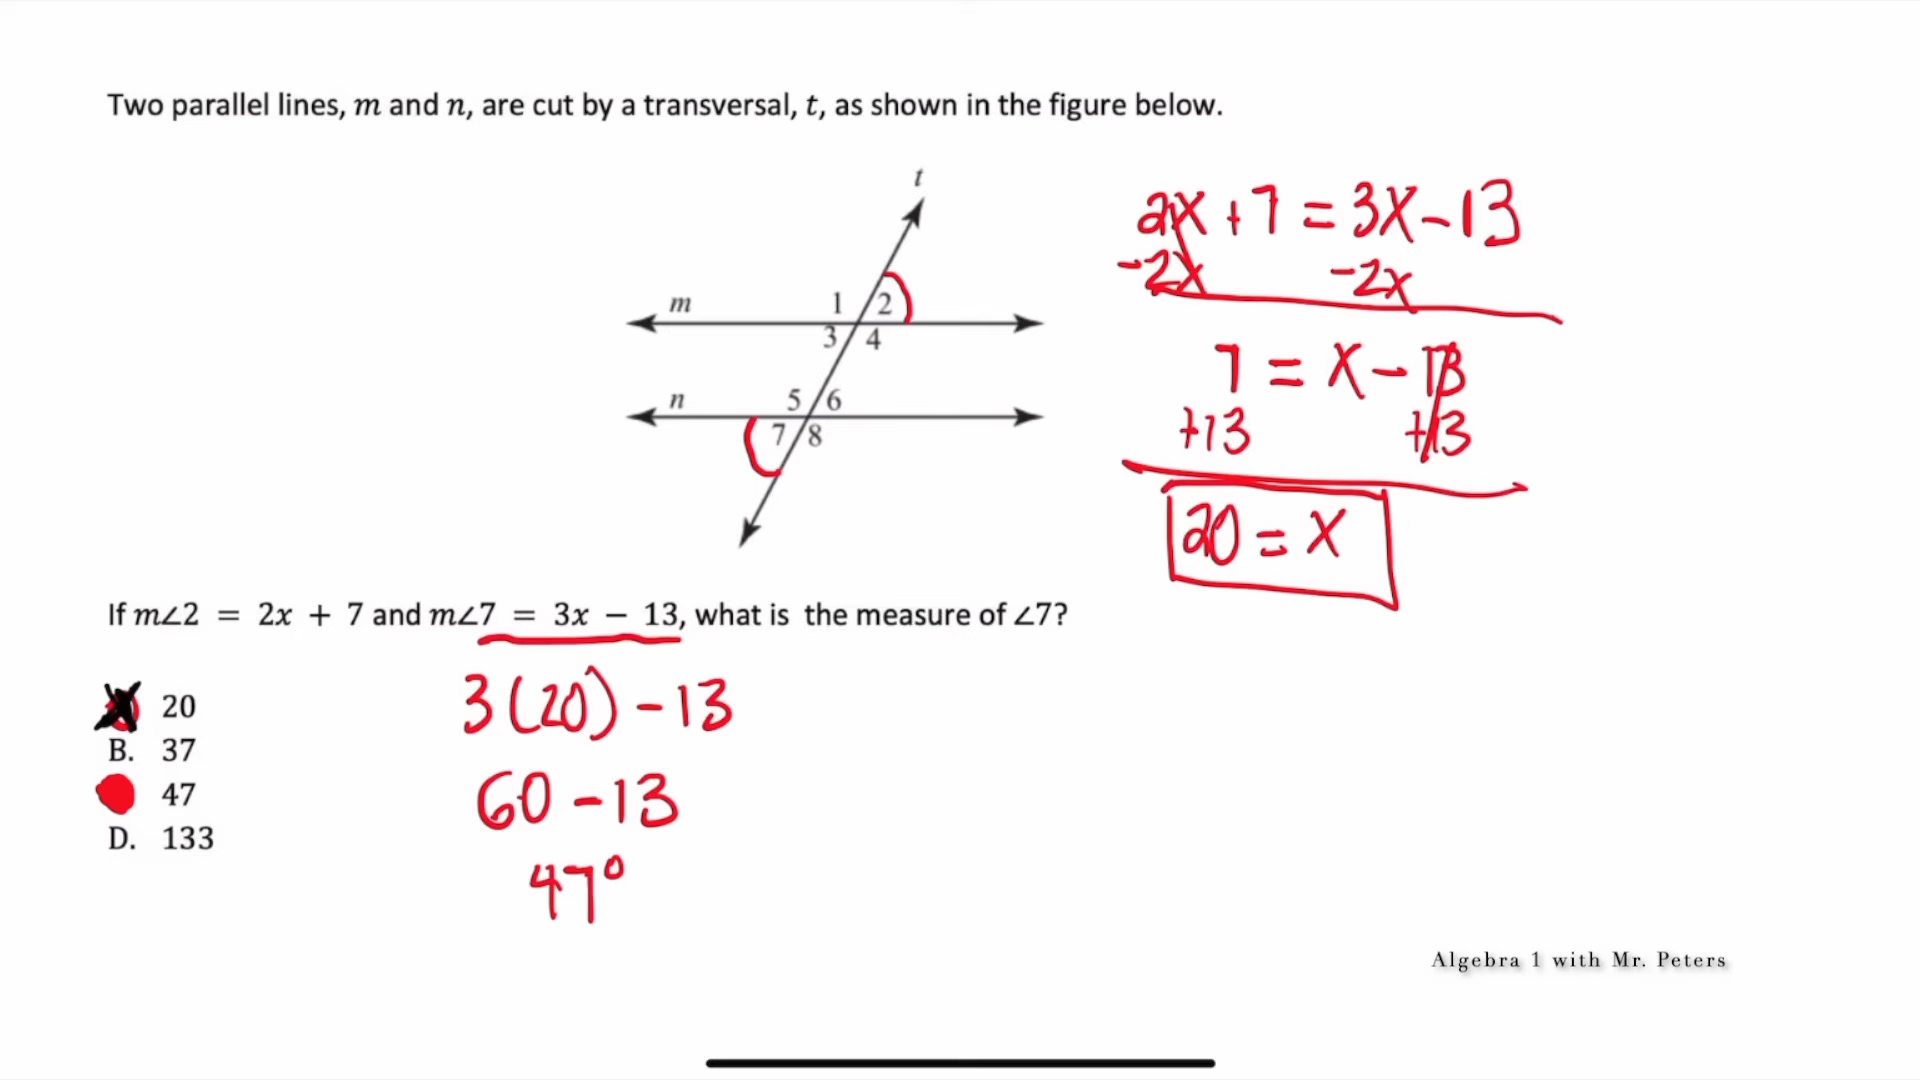 Two parallel lines, m and n, are cut by a transversal, t, as shown in the figure below.
t
m
1 2
3 4
n
5 6
7 8
2x + 7 = 3x - 13
-2x -2x
7 = x - 13
+13 +13
20 = x
If m∠2 = 2x + 7 and m∠7 = 3x − 13, what is the measure of ∠7?
20
B. 37
47
D. 133
3(20) - 13
60 - 13
47°
Algebra 1 with Mr. Peters